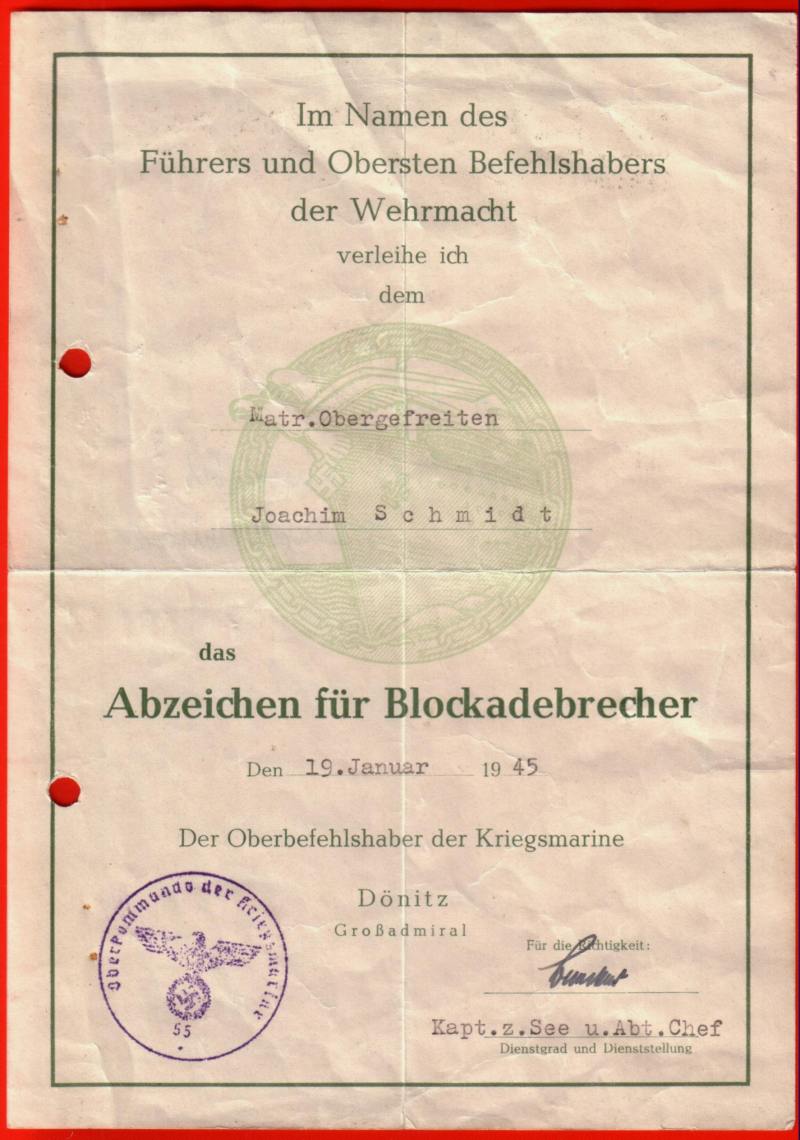 Im Namen des
Führers und Obersten Befehlshabers
der Wehrmacht
verleihe ich
dem
Matr.Obergefreiten
Joachim S c h m i d t
das
Abzeichen für Blockadebrecher
Den 19.Januar 19 45
Der Oberbefehlshaber der Kriegsmarine
Dönitz
Großadmiral
Oberkommando der Kriegsmarine
55
Für die Richtigkeit:
Kapt.z.See u.Abt.Chef
Dienstgrad und Dienststellung